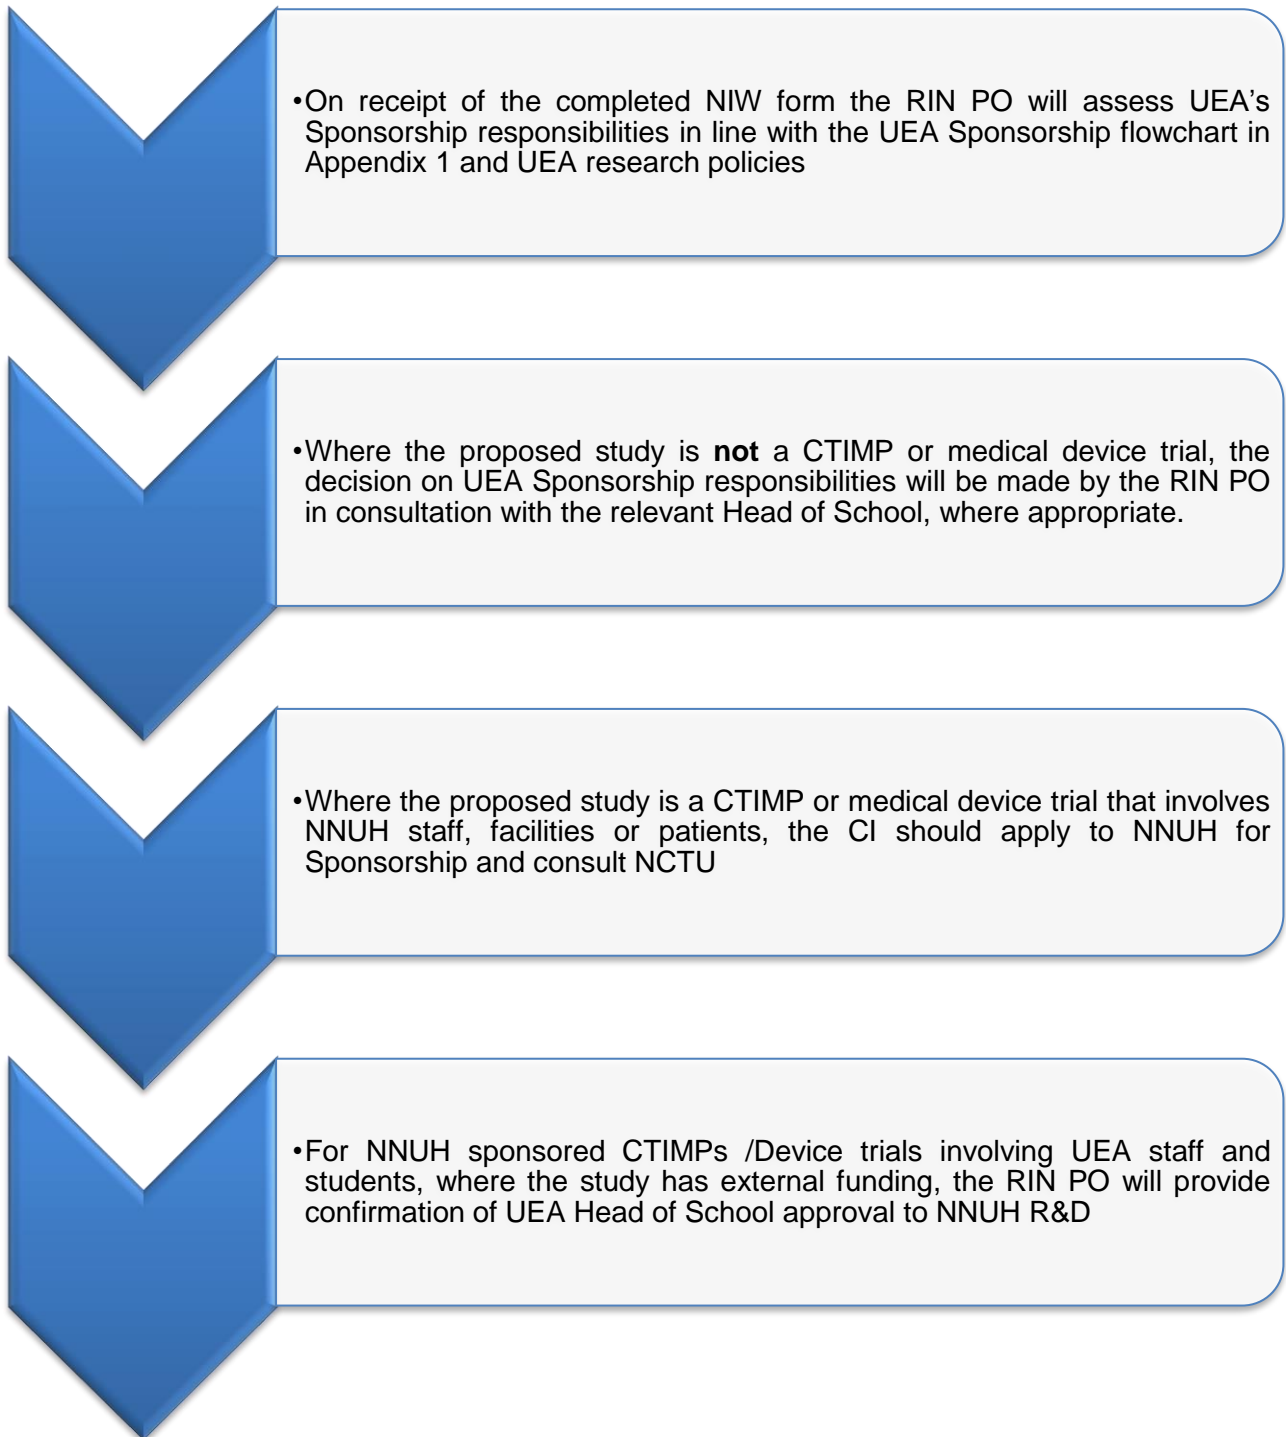 •On receipt of the completed NIW form the RIN PO will assess UEA's
Sponsorship responsibilities in line with the UEA Sponsorship flowchart in
Appendix 1 and UEA research policies
•Where the proposed study is not a CTIMP or medical device trial, the
decision on UEA Sponsorship responsibilities will be made by the RIN PO
in consultation with the relevant Head of School, where appropriate.
•Where the proposed study is a CTIMP or medical device trial that involves
NNUH staff, facilities or patients, the CI should apply to NNUH for
Sponsorship and consult NCTU
•For NNUH sponsored CTIMPs /Device trials involving UEA staff and
students, where the study has external funding, the RIN PO will provide
confirmation of UEA Head of School approval to NNUH R&D